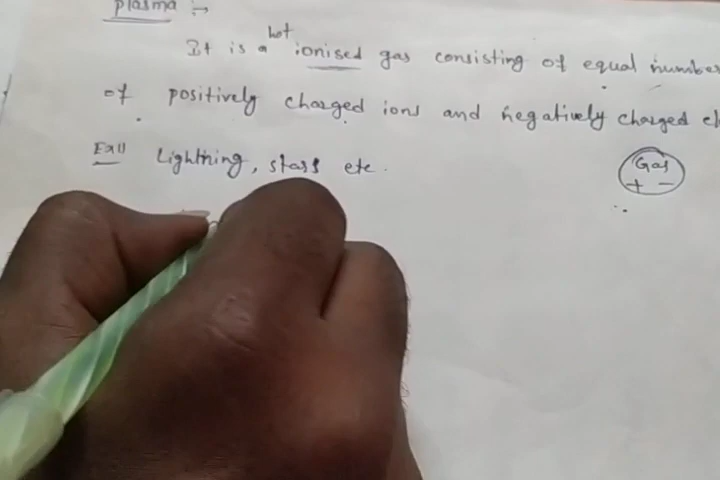 Plasma :→
It is a hot ionised gas consisting of equal number
of positively charged ions and negatively charged
Ex:// Lightning, stars etc.
Gas
+ −